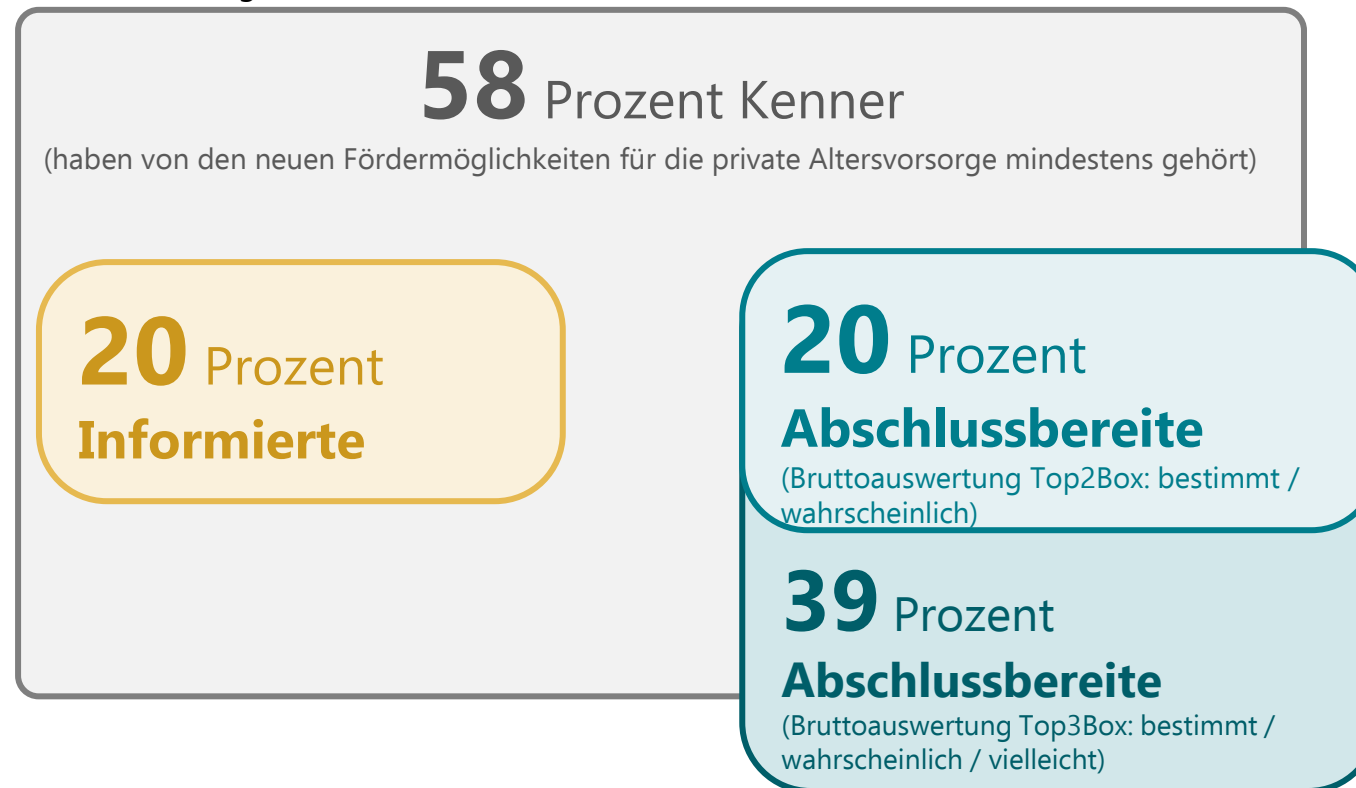 58 Prozent Kenner
(haben von den neuen Fördermöglichkeiten für die private Altersvorsorge mindestens gehört)
20 Prozent
Informierte
20 Prozent
Abschlussbereite
(Bruttoauswertung Top2Box: bestimmt /
wahrscheinlich)
39 Prozent
Abschlussbereite
(Bruttoauswertung Top3Box: bestimmt /
wahrscheinlich / vielleicht)